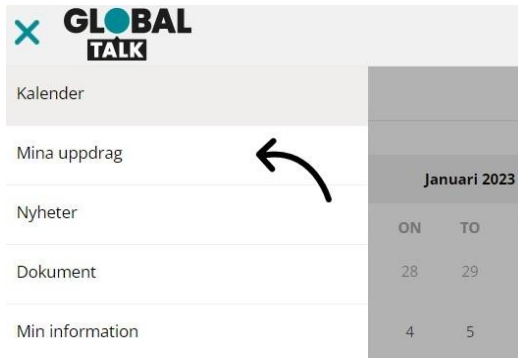 GLOBAL
TALK
Kalender
Mina uppdrag
Nyheter
Dokument
Min information
Januari 2023
ON TO
28 29
4 5